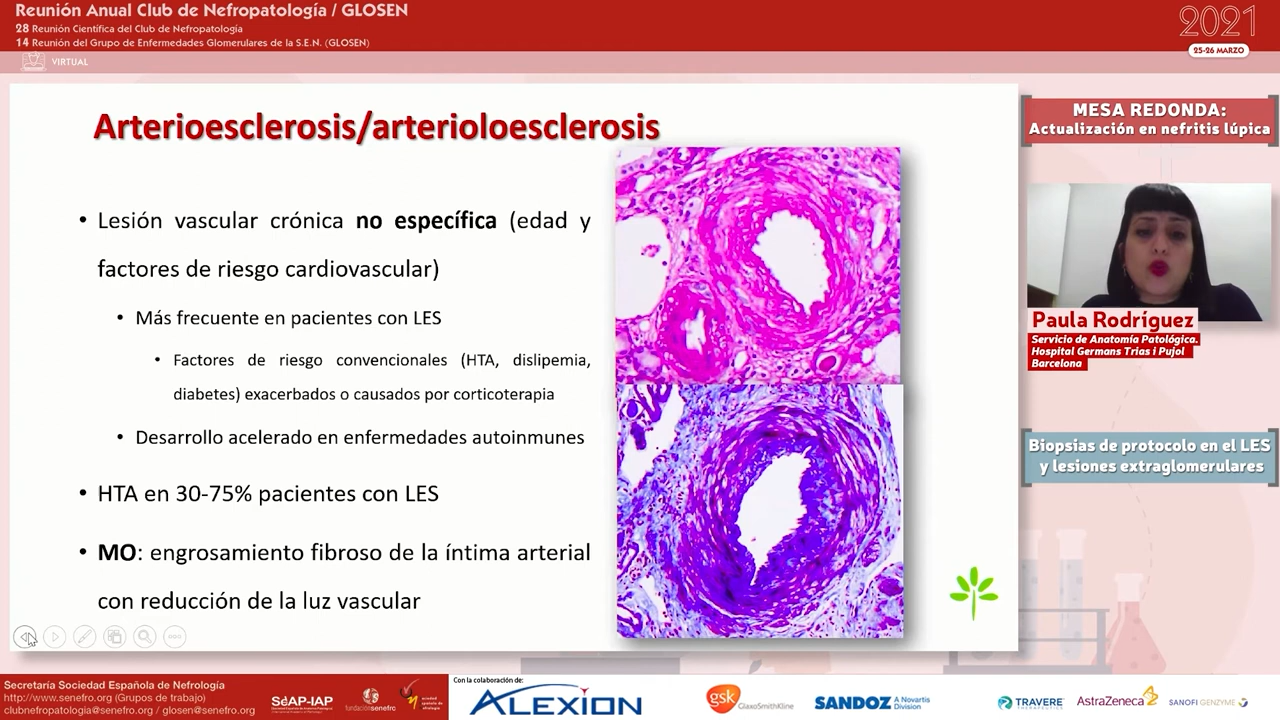 Reunión Anual Club de Nefropatología / GLOSEN
28 Reunión Científica del Club de Nefropatología
14 Reunión del Grupo de Enfermedades Glomerulares de la S.E.N. (GLOSEN)
VIRTUAL
2021
25-26 MARZO
Arterioesclerosis/arterioloesclerosis
• Lesión vascular crónica no específica (edad y
factores de riesgo cardiovascular)
• Más frecuente en pacientes con LES
• Factores de riesgo convencionales (HTA, dislipemia,
diabetes) exacerbados o causados por corticoterapia
• Desarrollo acelerado en enfermedades autoinmunes
• HTA en 30-75% pacientes con LES
• MO: engrosamiento fibroso de la íntima arterial
con reducción de la luz vascular
MESA REDONDA:
Actualización en nefritis lúpica
Paula Rodríguez
Servicio de Anatomía Patológica.
Hospital Germans Trias i Pujol
Barcelona
Biopsias de protocolo en el LES
y lesiones extraglomerulares
Secretaría Sociedad Española de Nefrología
http://www.senefro.org (Grupos de trabajo)
clubnefropatologia@senefro.org / glosen@senefro.org
SEAP-IAP
fundación senefro
Con la colaboración de:
ALEXION
gsk GlaxoSmithKline
SANDOZ A Novartis
Division
TRAVERE
THERAPEUTICS
AstraZeneca
SANOFI GENZYME